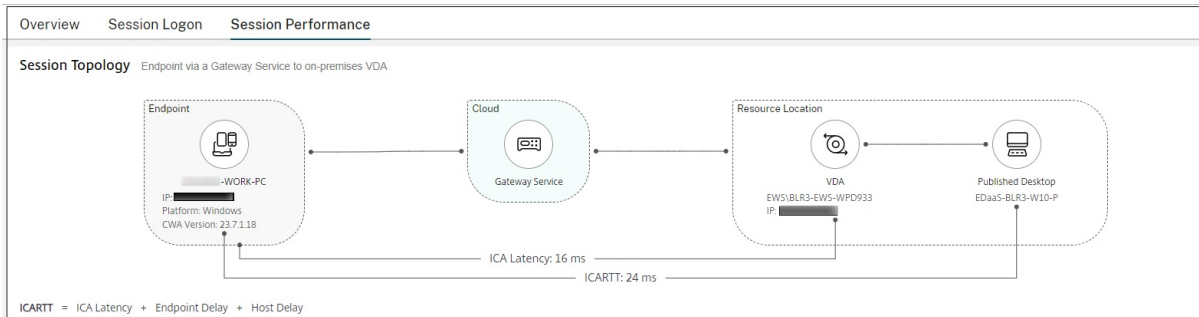 Overview Session Logon Session Performance
Session Topology Endpoint via a Gateway Service to on-premises VDA
Endpoint
-WORK-PC
IP:
Platform: Windows
CWA Version: 23.7.1.18
Cloud
Gateway Service
Resource Location
VDA
EWS\BLR3-EWS-WPD933
IP:
Published Desktop
EDaaS-BLR3-W10-P
ICA Latency: 16 ms
ICARTT: 24 ms
ICARTT = ICA Latency + Endpoint Delay + Host Delay